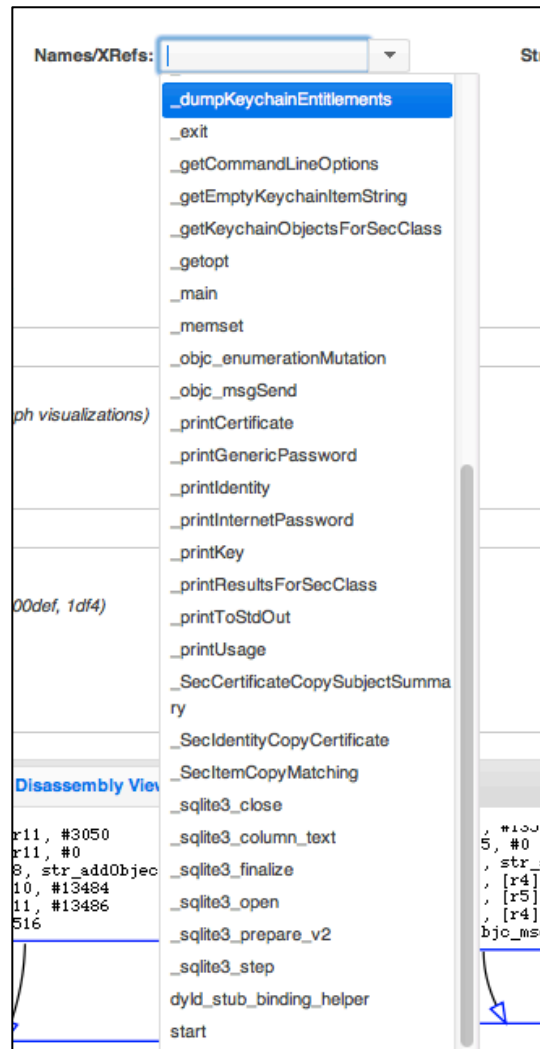 Names/XRefs:
Str
_dumpKeychainEntitlements
_exit
_getCommandLineOptions
_getEmptyKeychainItemString
_getKeychainObjectsForSecClass
_getopt
_main
_memset
_objc_enumerationMutation
_objc_msgSend
ph visualizations)
_printCertificate
_printGenericPassword
_printIdentity
_printInternetPassword
_printKey
_printResultsForSecClass
00def, 1df4)
_printToStdOut
_printUsage
_SecCertificateCopySubjectSumma
ry
_SecIdentityCopyCertificate
_SecItemCopyMatching
Disassembly View
_sqlite3_close
_sqlite3_column_text
_sqlite3_finalize
_sqlite3_open
_sqlite3_prepare_v2
_sqlite3_step
dyld_stub_binding_helper
start
r11, #3050
r11, #0
8, str_addObjec
10, #13484
11, #13486
516
5, #0
, str_
, [r4]
, [r5]
, [r4]
bjc_ms